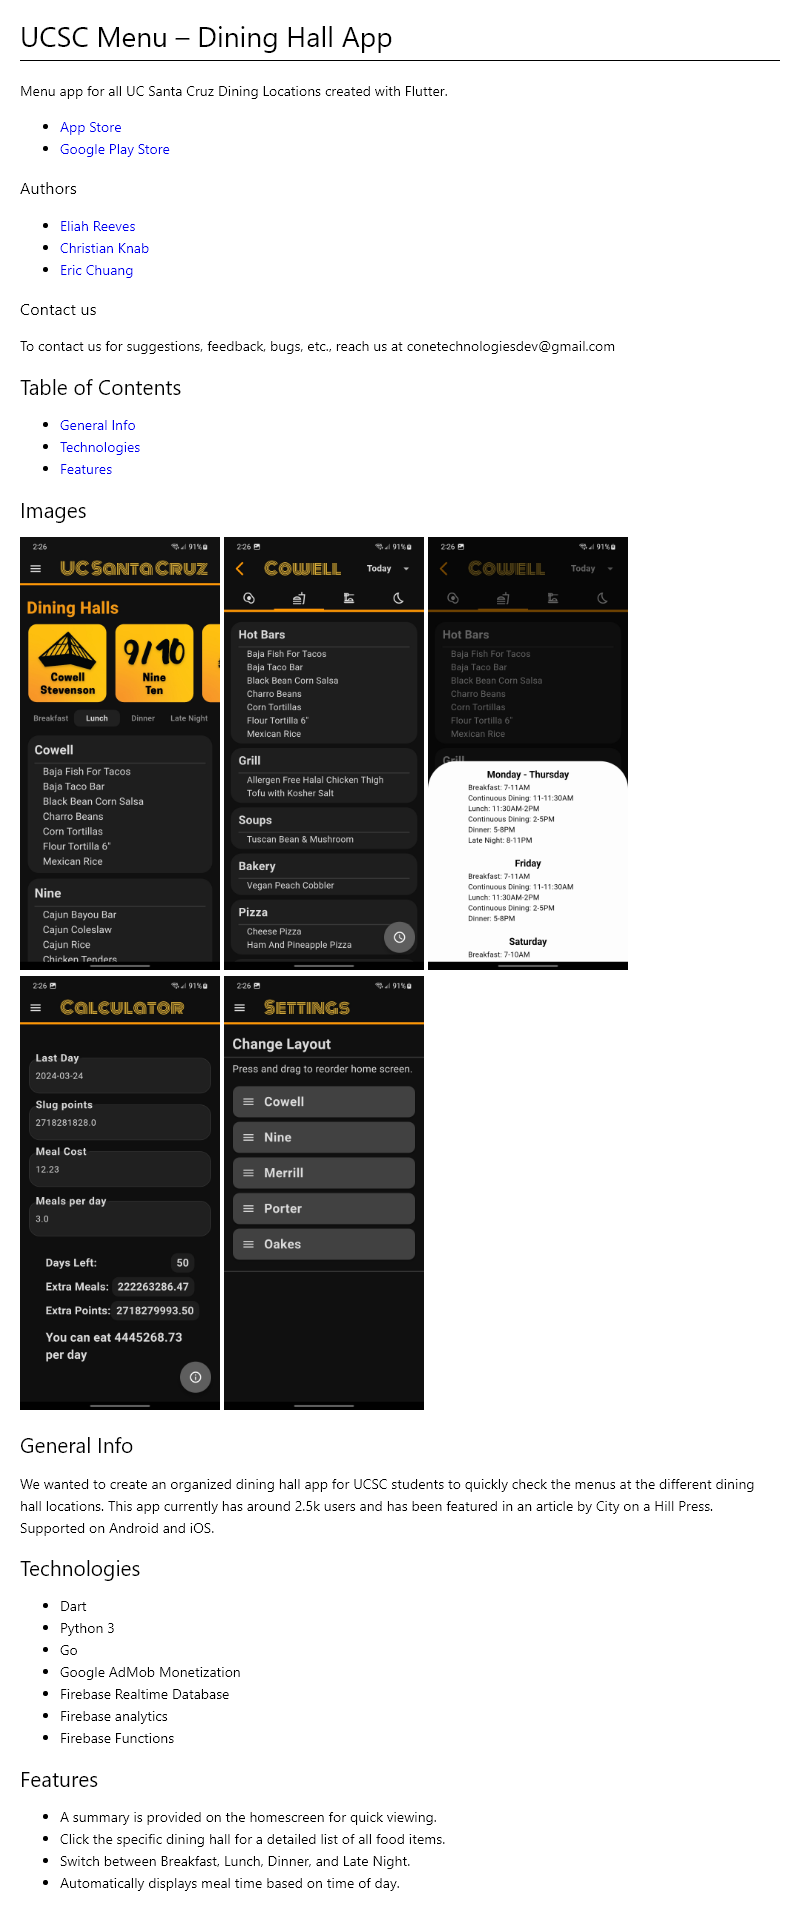 UCSC Menu – Dining Hall App
Menu app for all UC Santa Cruz Dining Locations created with Flutter.
App Store
Google Play Store
Authors
Eliah Reeves
Christian Knab
Eric Chuang
Contact us
To contact us for suggestions, feedback, bugs, etc., reach us at conetechnologiesdev@gmail.com
Table of Contents
General Info
Technologies
Features
Images
2:26 91%
UC Santa Cruz
Dining Halls
Cowell
Stevenson
9/10
Nine
Ten
Breakfast Lunch Dinner Late Night
Cowell
Baja Fish For Tacos
Baja Taco Bar
Black Bean Corn Salsa
Charro Beans
Corn Tortillas
Flour Tortilla 6"
Mexican Rice
Nine
Cajun Bayou Bar
Cajun Coleslaw
Cajun Rice
Chicken Tenders
2:26 91%
Cowell Today
Hot Bars
Baja Fish For Tacos
Baja Taco Bar
Black Bean Corn Salsa
Charro Beans
Corn Tortillas
Flour Tortilla 6"
Mexican Rice
Grill
Allergen Free Halal Chicken Thigh
Tofu with Kosher Salt
Soups
Tuscan Bean & Mushroom
Bakery
Vegan Peach Cobbler
Pizza
Cheese Pizza
Ham And Pineapple Pizza
2:26 91%
Cowell Today
Hot Bars
Baja Fish For Tacos
Baja Taco Bar
Black Bean Corn Salsa
Charro Beans
Corn Tortillas
Flour Tortilla 6"
Mexican Rice
Grill
Monday - Thursday
Breakfast: 7-11AM
Continuous Dining: 11-11:30AM
Lunch: 11:30AM-2PM
Continuous Dining: 2-5PM
Dinner: 5-8PM
Late Night: 8-11PM
Friday
Breakfast: 7-11AM
Continuous Dining: 11-11:30AM
Lunch: 11:30AM-2PM
Continuous Dining: 2-5PM
Dinner: 5-8PM
Saturday
Breakfast: 7-10AM
2:26 91%
Calculator
Last Day
2024-03-24
Slug points
2718281828.0
Meal Cost
12.23
Meals per day
3.0
Days Left: 50
Extra Meals: 222263286.47
Extra Points: 2718279993.50
You can eat 4445268.73
per day
2:26 91%
Settings
Change Layout
Press and drag to reorder home screen.
Cowell
Nine
Merrill
Porter
Oakes
General Info
We wanted to create an organized dining hall app for UCSC students to quickly check the menus at the different dining
hall locations. This app currently has around 2.5k users and has been featured in an article by City on a Hill Press.
Supported on Android and iOS.
Technologies
Dart
Python 3
Go
Google AdMob Monetization
Firebase Realtime Database
Firebase analytics
Firebase Functions
Features
A summary is provided on the homescreen for quick viewing.
Click the specific dining hall for a detailed list of all food items.
Switch between Breakfast, Lunch, Dinner, and Late Night.
Automatically displays meal time based on time of day.